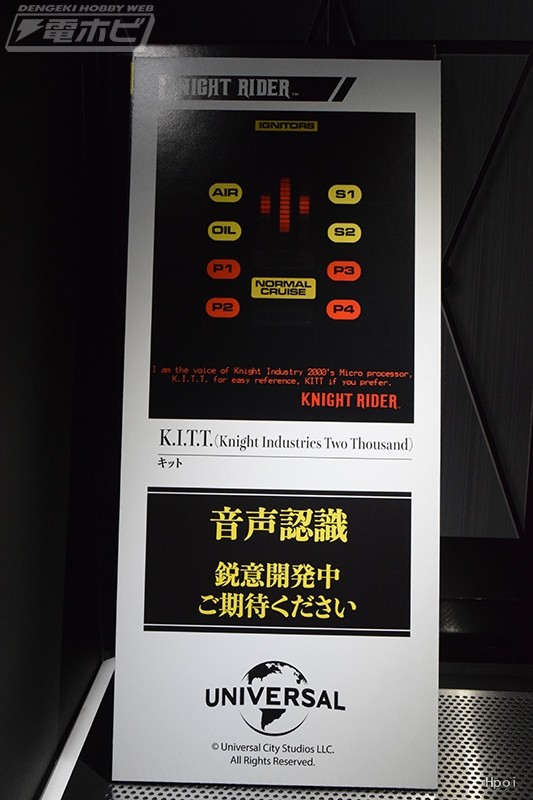 DENGEKI HOBBY WEB
電ホビ
KNIGHT RIDER™
IGNITORS
AIR
S1
OIL
S2
P1
P3
NORMAL
CRUISE
P2
P4
I am the voice of Knight Industry 2000's Micro processor.
K.I.T.T. for easy reference, KITT if you prefer.
KNIGHT RIDER™
K.I.T.T.(Knight Industries Two Thousand)
キット
音声認識
鋭意開発中
ご期待ください
UNIVERSAL
© Universal City Studios LLC.
All Rights Reserved.
Hpoi